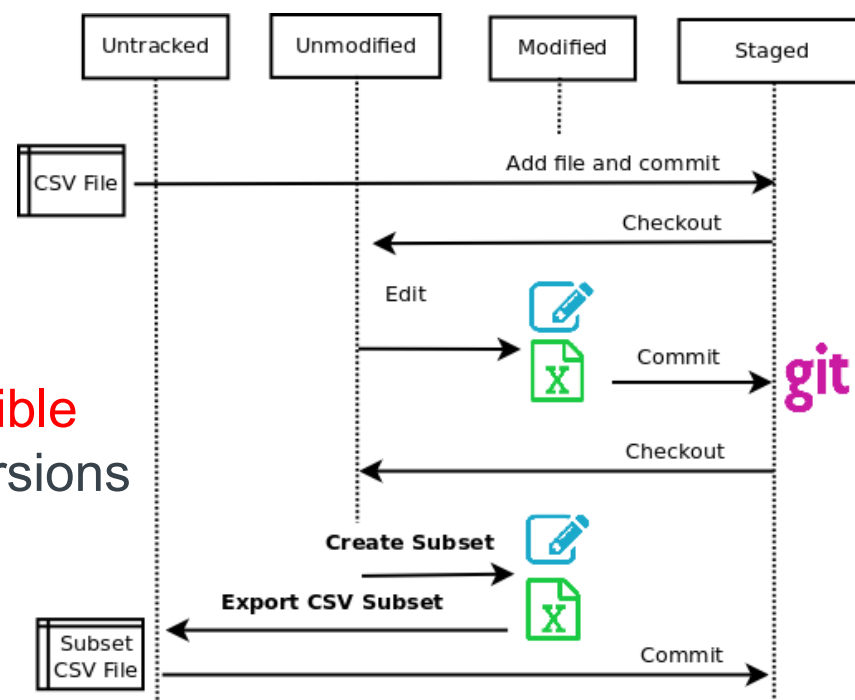 Untracked
Unmodified
Modified
Staged
CSV File
Add file and commit
Checkout
Edit
X
Commit
git
ible
rsions
Checkout
Create Subset
X
Export CSV Subset
Subset
CSV File
Commit